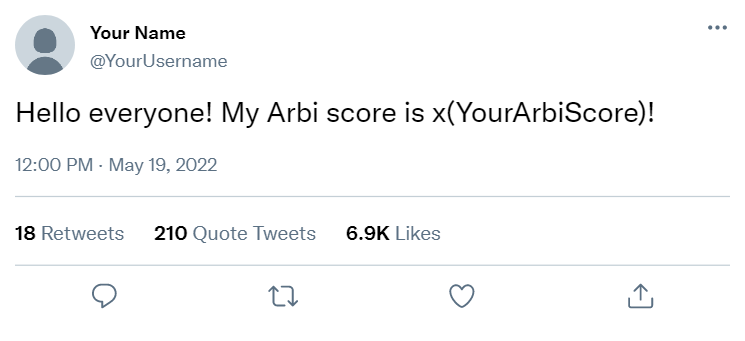 Your Name
@YourUsername
Hello everyone! My Arbi score is x(YourArbiScore)!
12:00 PM · May 19, 2022
18 Retweets 210 Quote Tweets 6.9K Likes